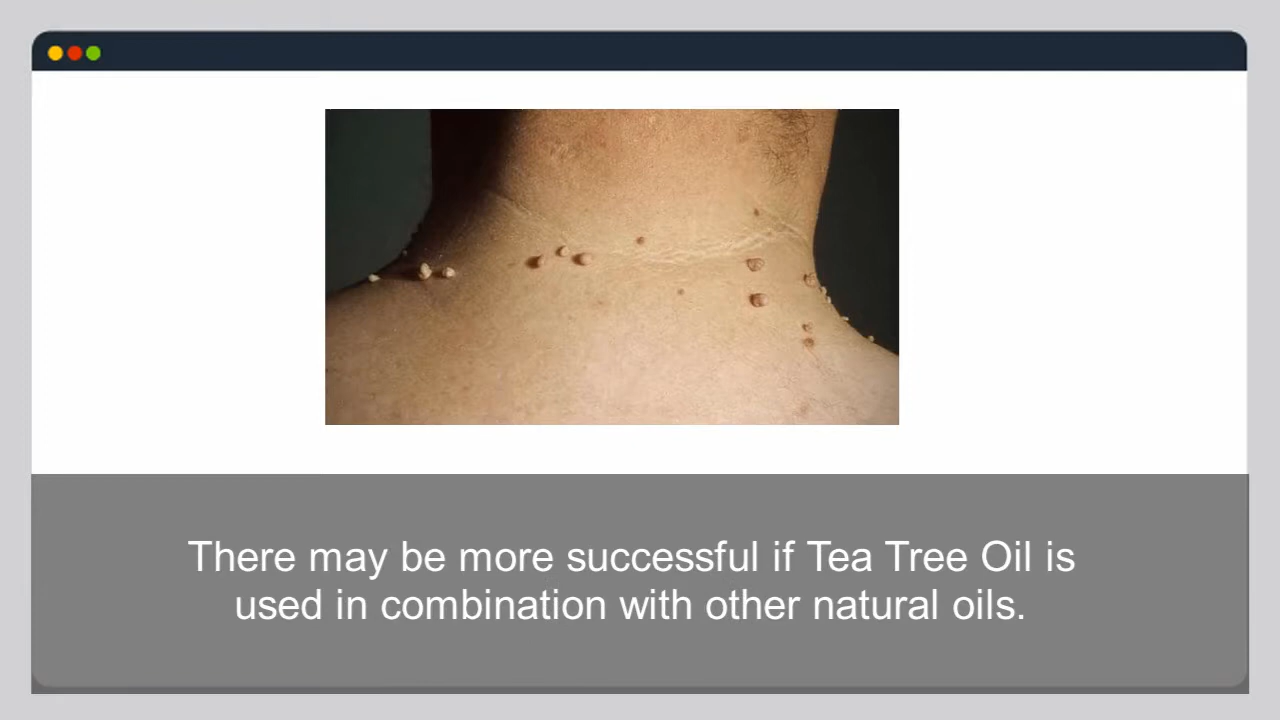 There may be more successful if Tea Tree Oil is
used in combination with other natural oils.